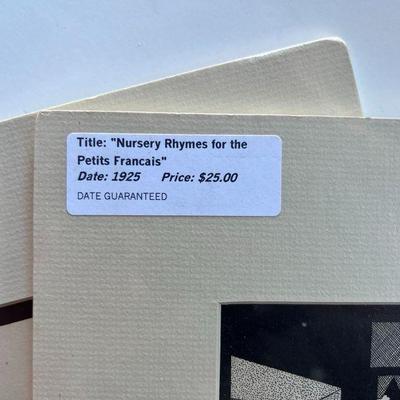 Title: "Nursery Rhymes for the
Petits Francais"
Date: 1925 Price: $25.00
DATE GUARANTEED